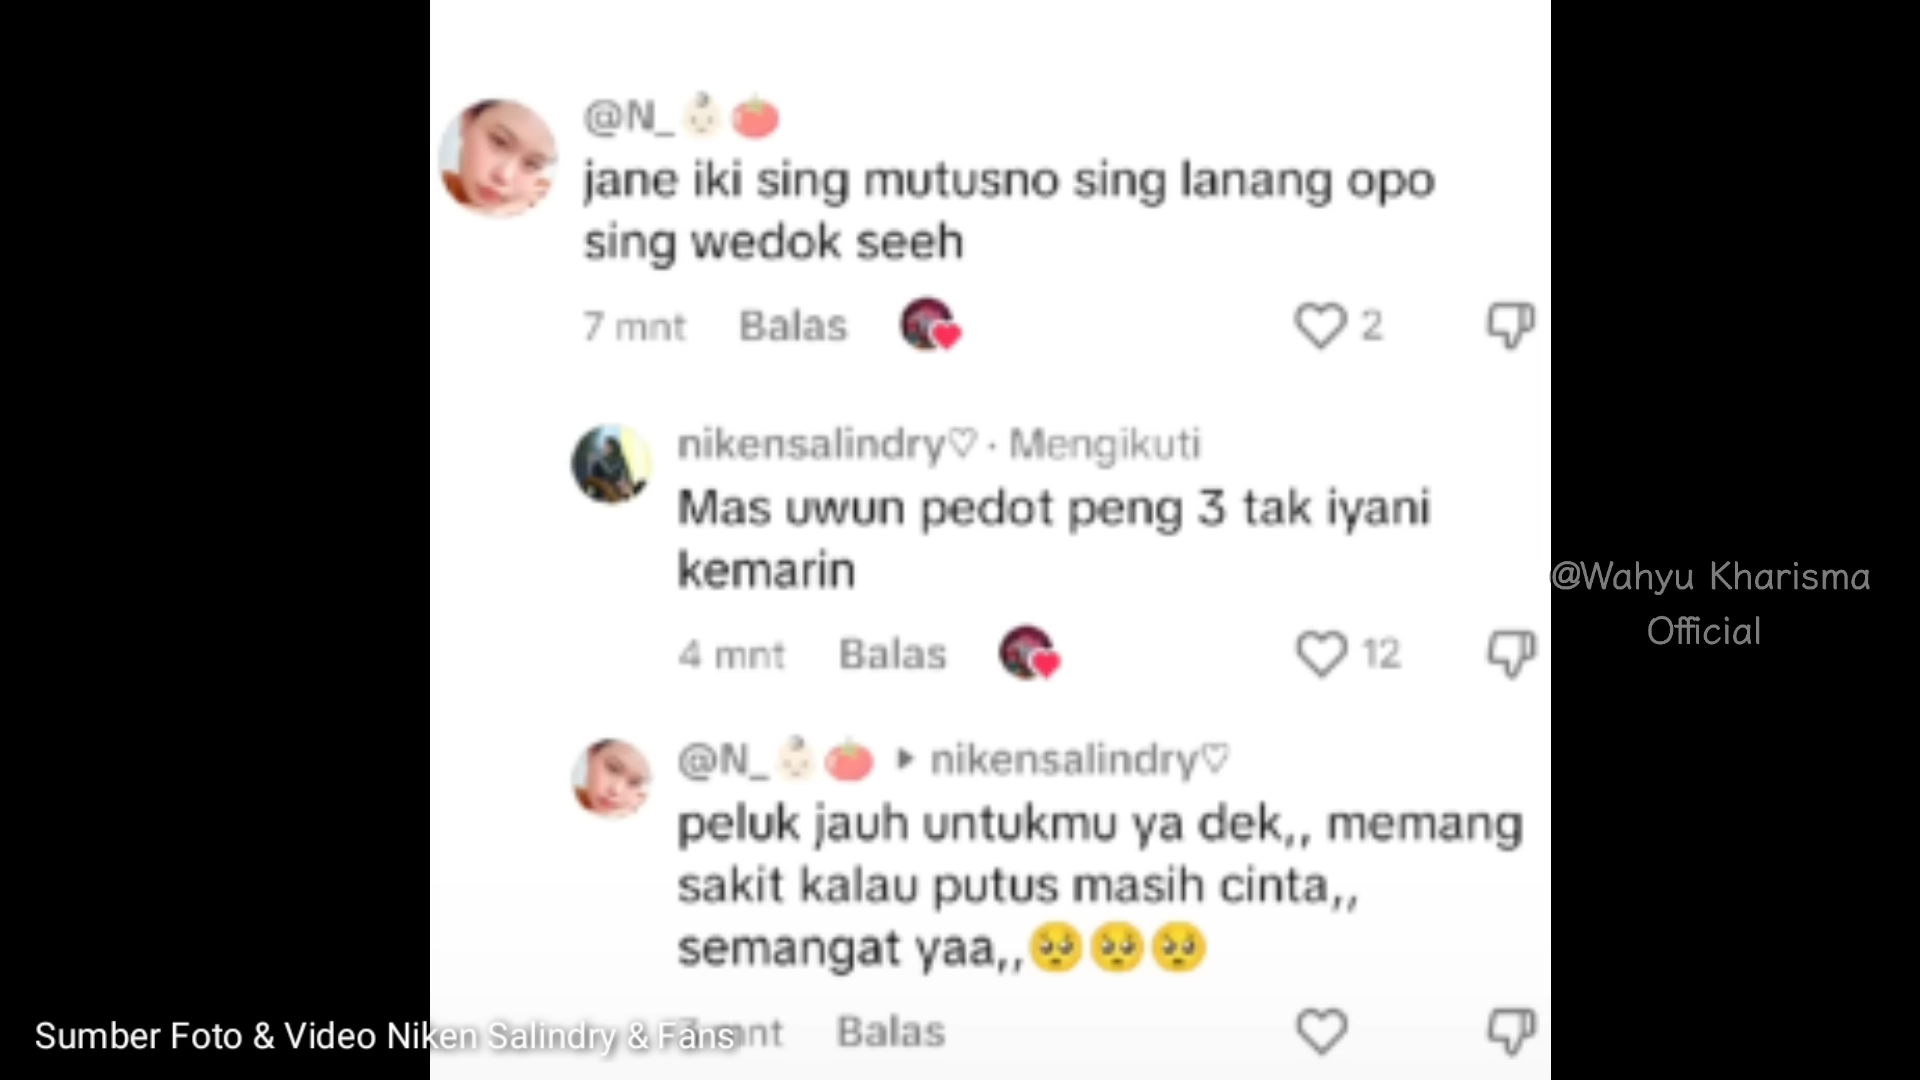 @N_👶🏻🍅
jane iki sing mutusno sing lanang opo
sing wedok seeh
7 mnt Balas 2
nikensalindry♡ · Mengikuti
Mas uwun pedot peng 3 tak iyani
kemarin
4 mnt Balas 12
@N_👶🏻🍅 ▸ nikensalindry♡
peluk jauh untukmu ya dek,, memang
sakit kalau putus masih cinta,,
semangat yaa,,🥺🥺🥺
mnt Balas
@Wahyu Kharisma
Official
Sumber Foto & Video Niken Salindry & Fans